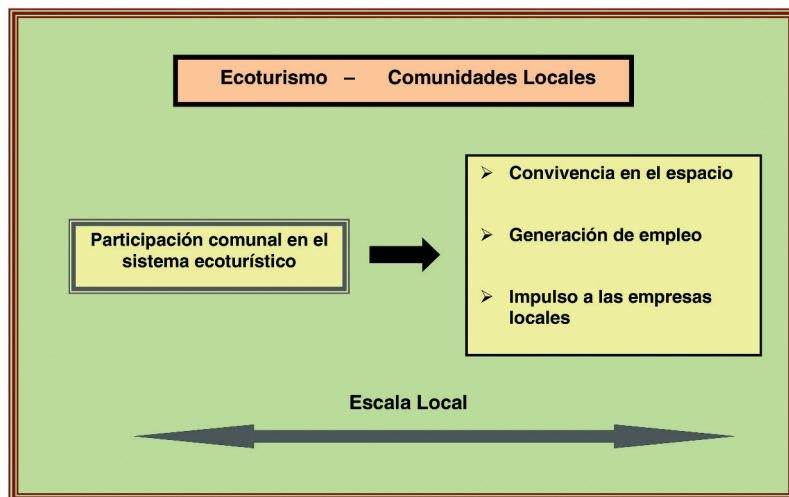 Ecoturismo – Comunidades Locales
Participación comunal en el
sistema ecoturístico
➢ Convivencia en el espacio
➢ Generación de empleo
➢ Impulso a las empresas
locales
Escala Local